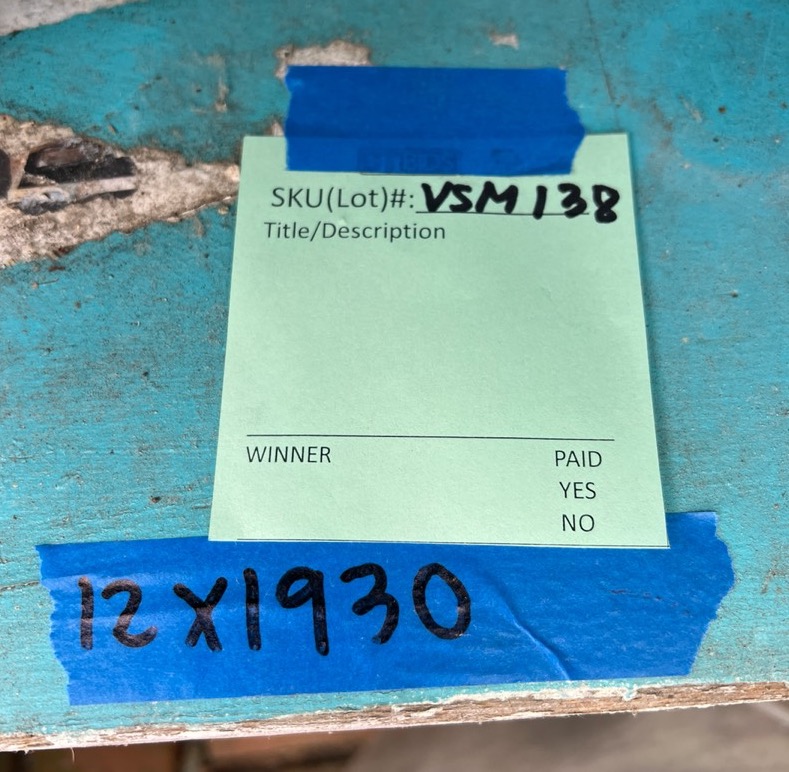 SKU(Lot)#: VSM138
Title/Description
WINNER
PAID
YES
NO
12X1930